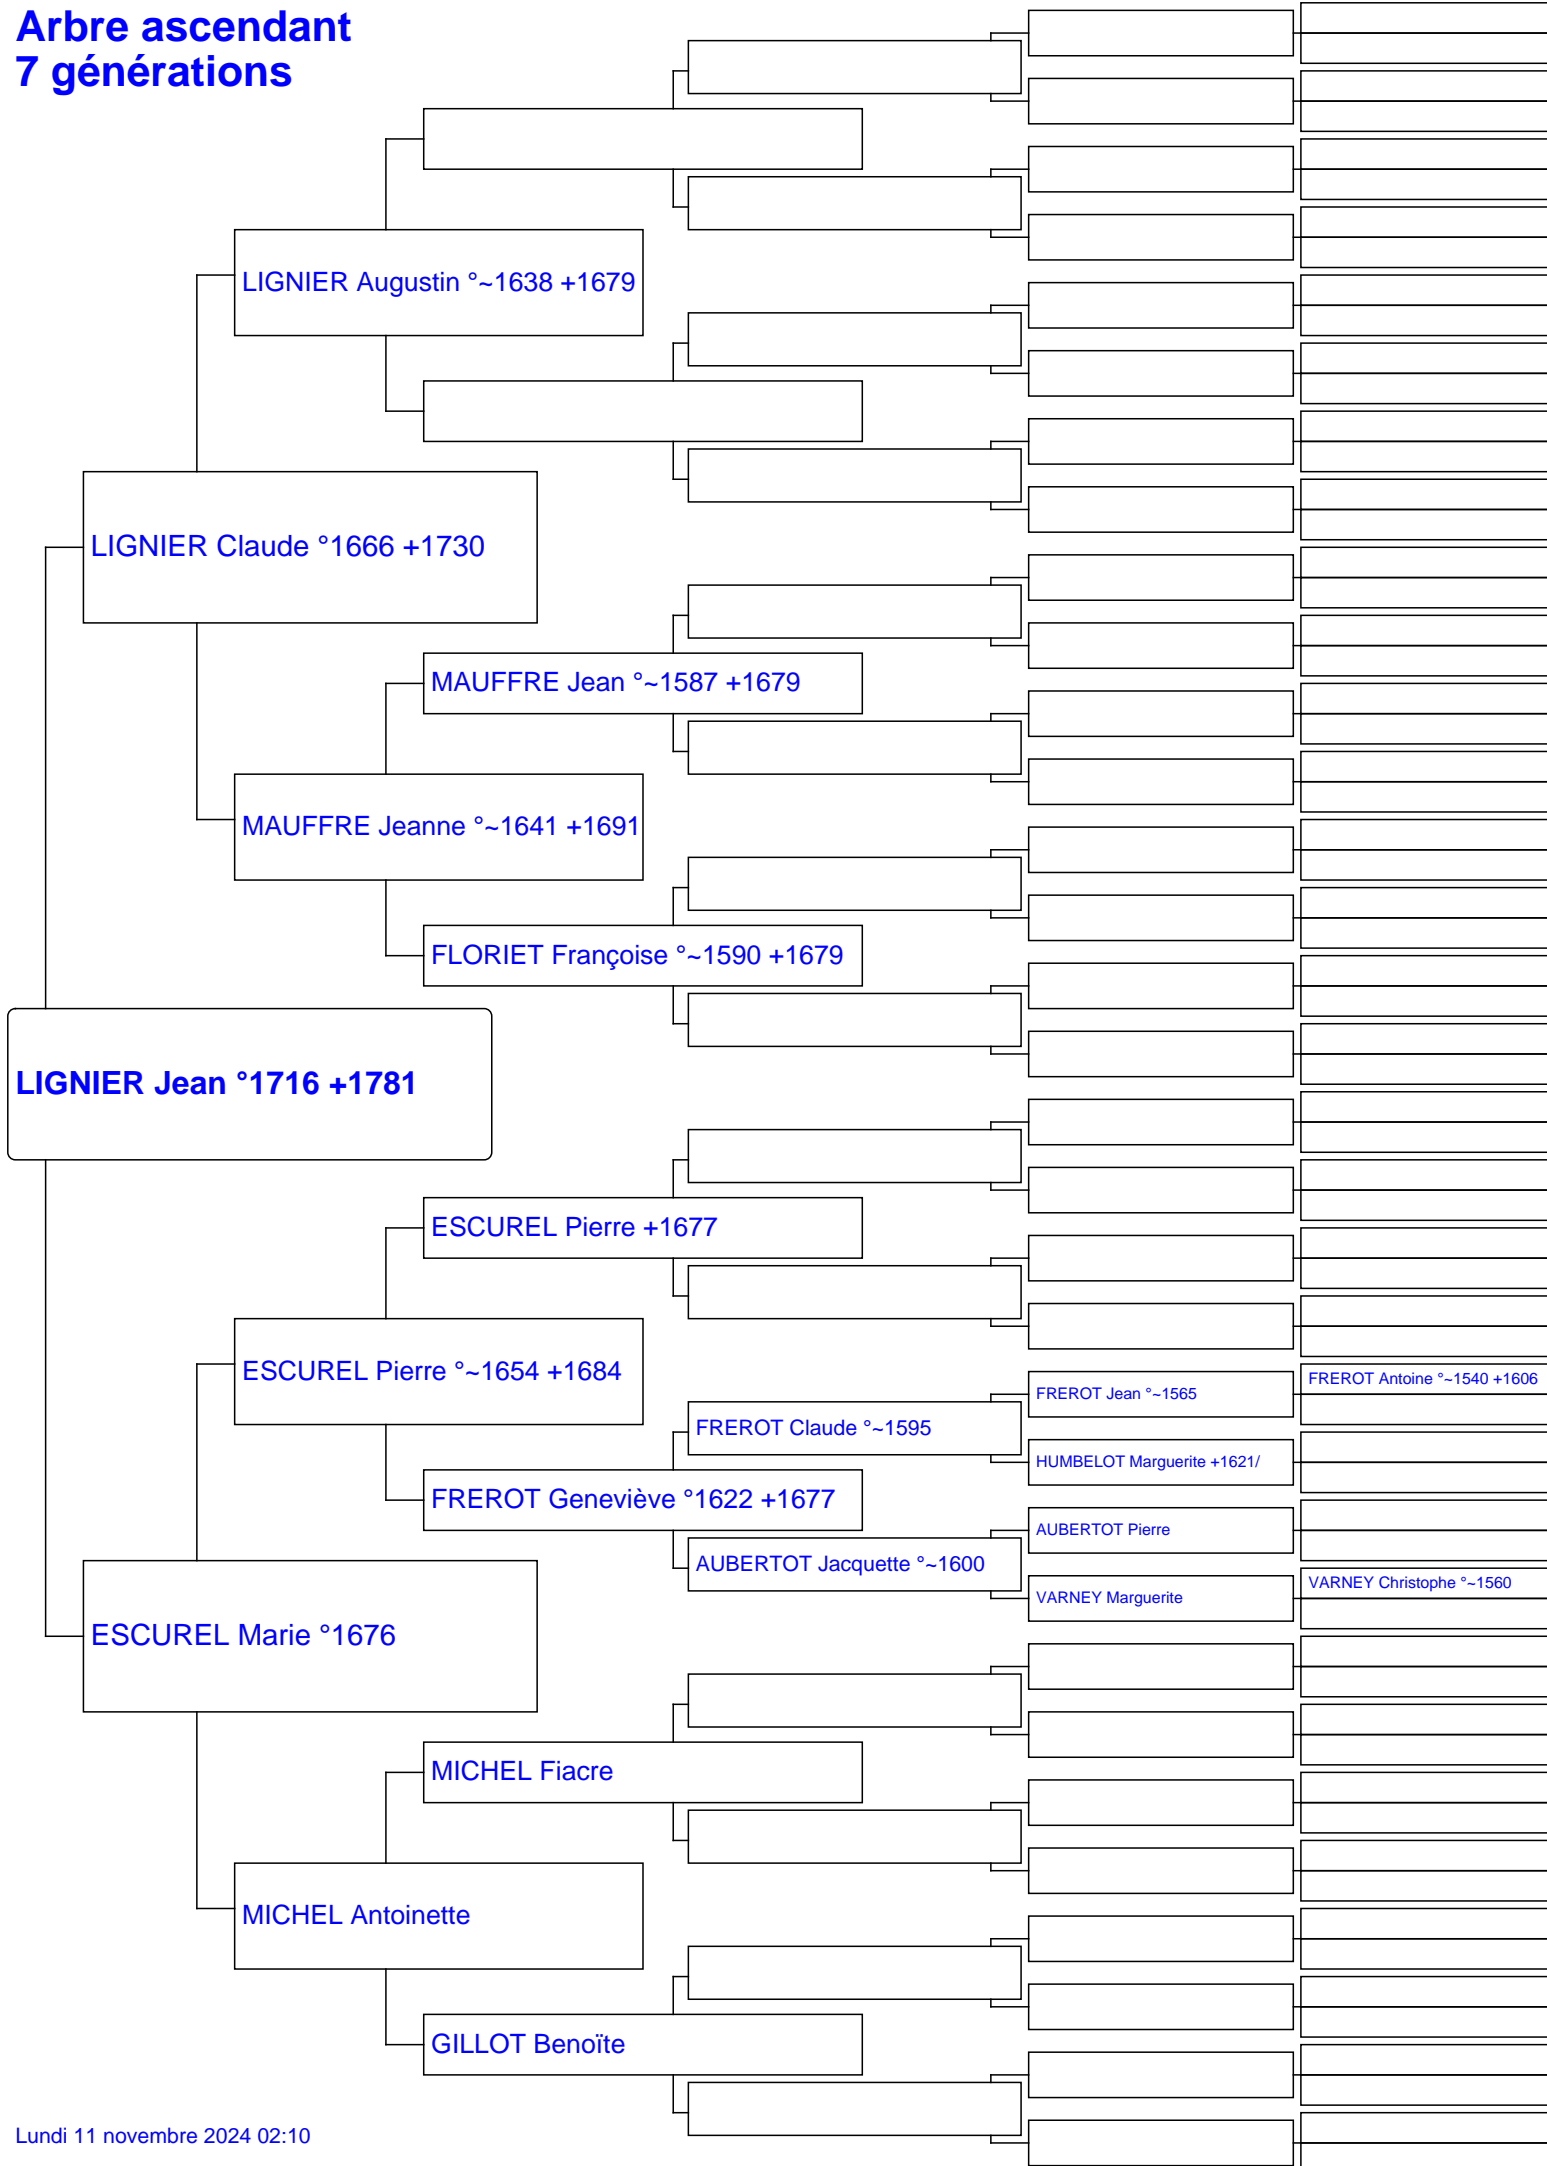 Arbre ascendant
7 générations
LIGNIER Augustin °~1638 +1679
LIGNIER Claude °1666 +1730
MAUFFRE Jean °~1587 +1679
MAUFFRE Jeanne °~1641 +1691
FLORIET Françoise °~1590 +1679
LIGNIER Jean °1716 +1781
ESCUREL Pierre +1677
ESCUREL Pierre °~1654 +1684
FREROT Antoine °~1540 +1606
FREROT Jean °~1565
FREROT Claude °~1595
HUMBELOT Marguerite +1621/
FREROT Geneviève °1622 +1677
AUBERTOT Pierre
AUBERTOT Jacquette °~1600
VARNEY Christophe °~1560
VARNEY Marguerite
ESCUREL Marie °1676
MICHEL Fiacre
MICHEL Antoinette
GILLOT Benoïte
Lundi 11 novembre 2024 02:10